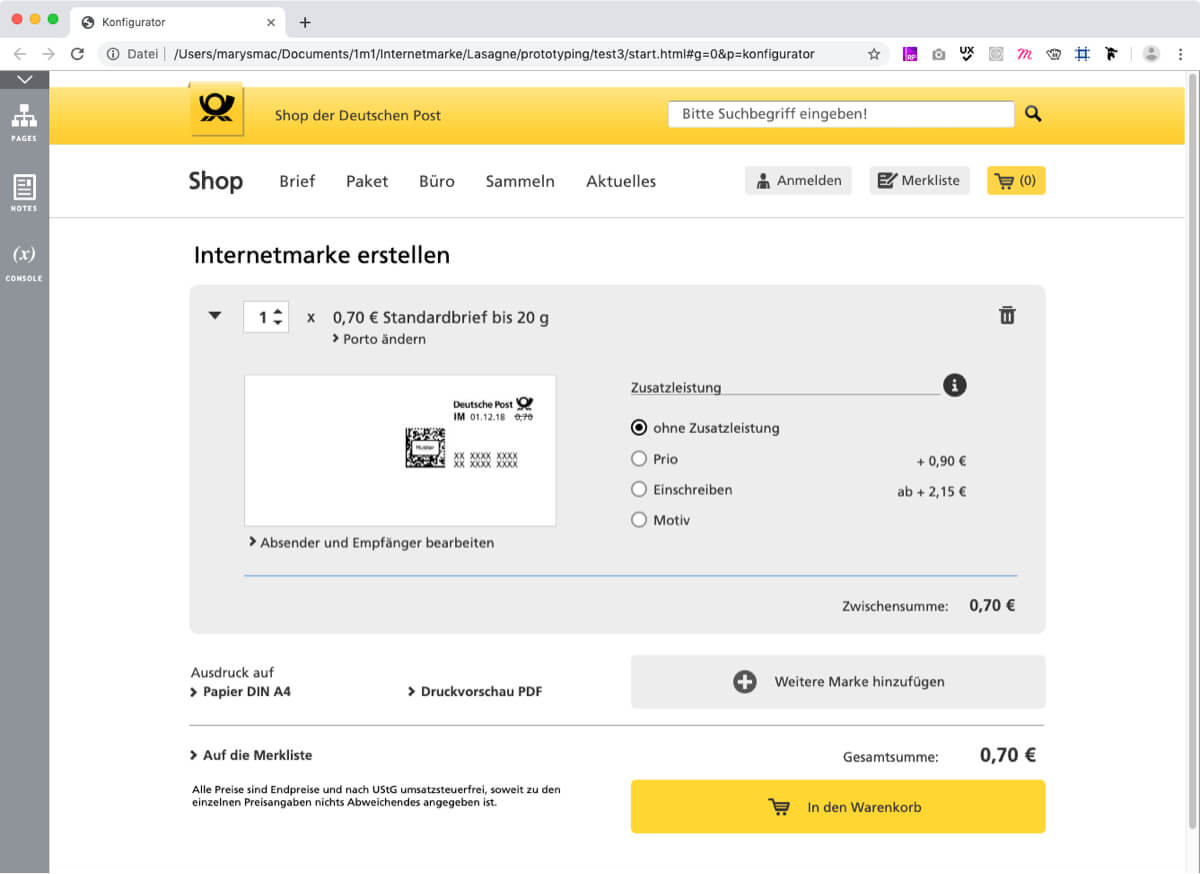 Konfigurator
Datei /Users/marysmac/Documents/1m1/Internetmarke/Lasagne/prototyping/test3/start.html#g=0&p=konfigurator
RP
UX
m
PAGES
NOTES
(x)
CONSOLE
Shop der Deutschen Post
Bitte Suchbegriff eingeben!
Shop Brief Paket Büro Sammeln Aktuelles Anmelden Merkliste (0)
Internetmarke erstellen
1 x 0,70 € Standardbrief bis 20 g
Porto ändern
Deutsche Post
IM 01.12.18 0,70
Muster
XX XXXX XXXX
XX XXXX XXXX
Absender und Empfänger bearbeiten
Zusatzleistung
ohne Zusatzleistung
Prio + 0,90 €
Einschreiben ab + 2,15 €
Motiv
Zwischensumme: 0,70 €
Ausdruck auf
Papier DIN A4
Druckvorschau PDF
Weitere Marke hinzufügen
Auf die Merkliste
Gesamtsumme: 0,70 €
Alle Preise sind Endpreise und nach UStG umsatzsteuerfrei, soweit zu den
einzelnen Preisangaben nichts Abweichendes angegeben ist.
In den Warenkorb